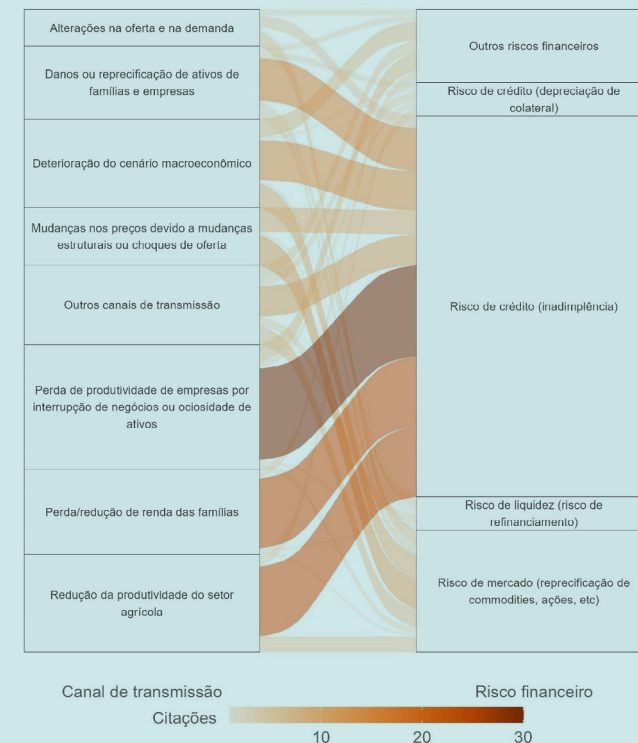 Alterações na oferta e na demanda
Danos ou reprecificação de ativos de
famílias e empresas
Deterioração do cenário macroeconômico
Mudanças nos preços devido a mudanças
estruturais ou choques de oferta
Outros canais de transmissão
Perda de produtividade de empresas por
interrupção de negócios ou ociosidade de
ativos
Perda/redução de renda das famílias
Redução da produtividade do setor
agrícola
Outros riscos financeiros
Risco de crédito (depreciação de
colateral)
Risco de crédito (inadimplência)
Risco de liquidez (risco de
refinanciamento)
Risco de mercado (reprecificação de
commodities, ações, etc)
Canal de transmissão
Risco financeiro
Citações
10 20 30